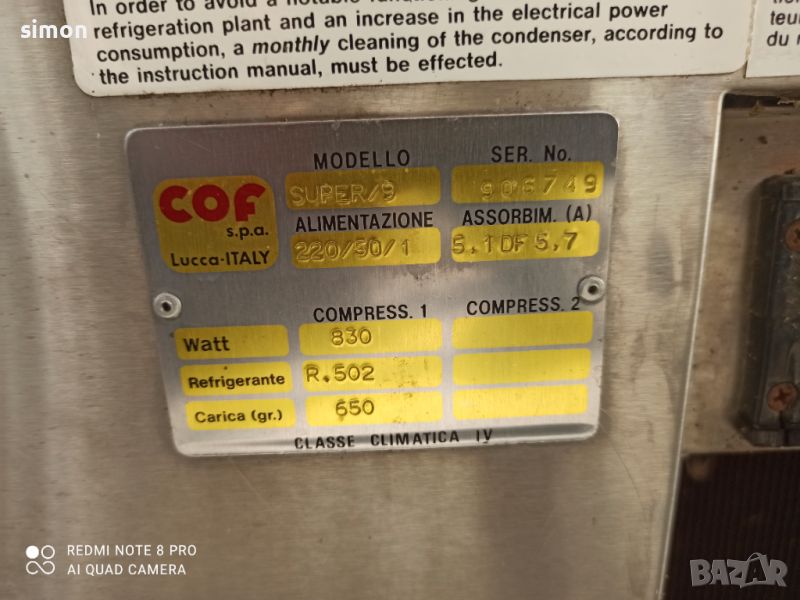 In order to avoid a notable function
refrigeration plant and an increase in the electrical power
consumption, a monthly cleaning of the condenser, according to
the instruction manual, must be effected.
simon
teur
du
COF
s.p.a.
Lucca-ITALY
MODELLO
SUPER/9
SER. No.
906749
ALIMENTAZIONE
220/50/1
ASSORBIM. (A)
5,1 DF 5,7
COMPRESS. 1
COMPRESS. 2
Watt
830
Refrigerante
R.502
Carica (gr.)
650
CLASSE CLIMATICA IV
REDMI NOTE 8 PRO
AI QUAD CAMERA
BAZAR